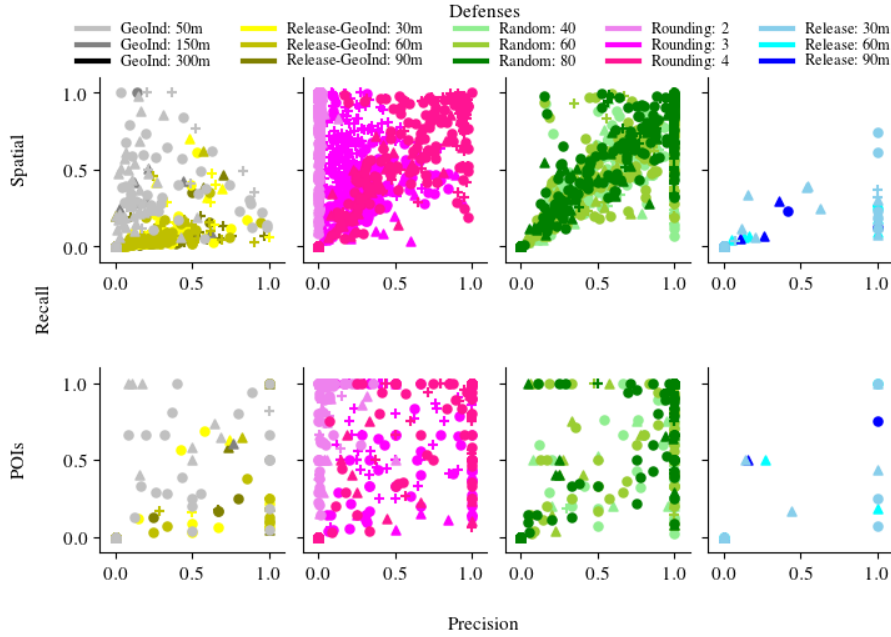 Defenses
GeoInd: 50m Release-GeoInd: 30m Random: 40 Rounding: 2 Release: 30m
GeoInd: 150m Release-GeoInd: 60m Random: 60 Rounding: 3 Release: 60m
GeoInd: 300m Release-GeoInd: 90m Random: 80 Rounding: 4 Release: 90m
Spatial
1.0
0.5
0.0
0.0 0.5 1.0 0.0 0.5 1.0 0.0 0.5 1.0 0.0 0.5 1.0
Recall
POIs
1.0
0.5
0.0
0.0 0.5 1.0 0.0 0.5 1.0 0.0 0.5 1.0 0.0 0.5 1.0
Precision